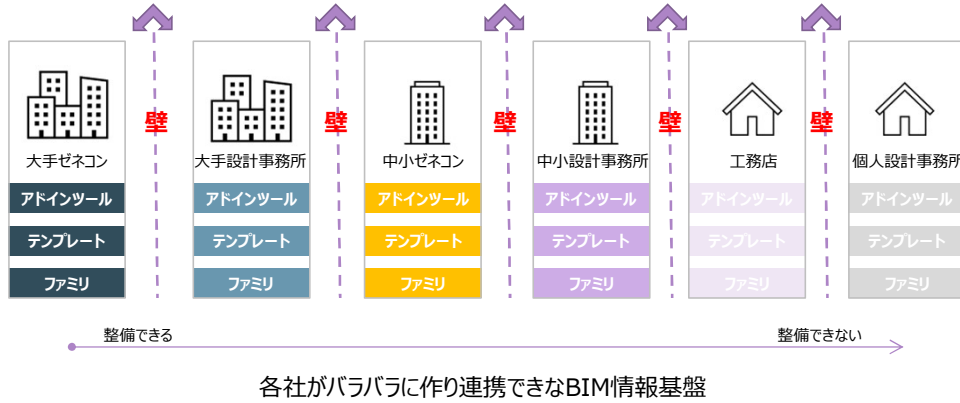 壁
壁
壁
壁
壁
大手ゼネコン
大手設計事務所
中小ゼネコン
中小設計事務所
工務店
個人設計事務所
アドインツール
アドインツール
アドインツール
アドインツール
アドインツール
アドインツール
テンプレート
テンプレート
テンプレート
テンプレート
テンプレート
テンプレート
ファミリ
ファミリ
ファミリ
ファミリ
ファミリ
ファミリ
整備できる
整備できない
各社がバラバラに作り連携できなBIM情報基盤